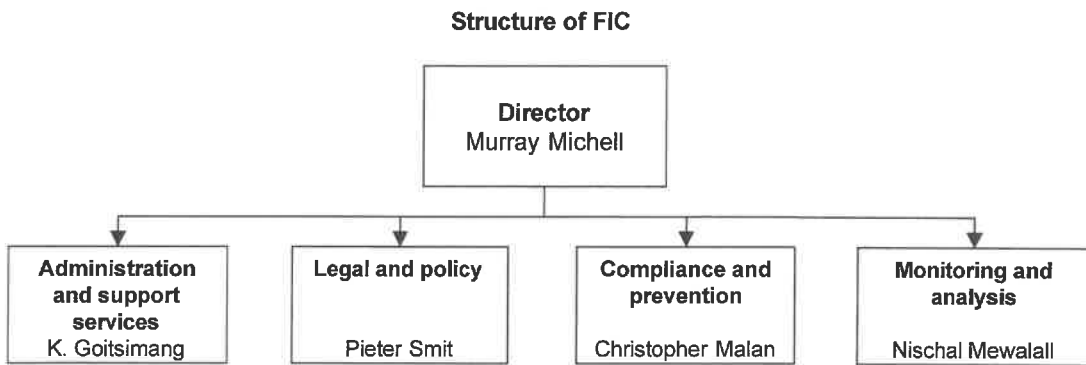 Structure of FIC
Director
Murray Michell
Administration
and support
services
K. Goitsimang
Legal and policy
Pieter Smit
Compliance and
prevention
Christopher Malan
Monitoring and
analysis
Nischal Mewalall